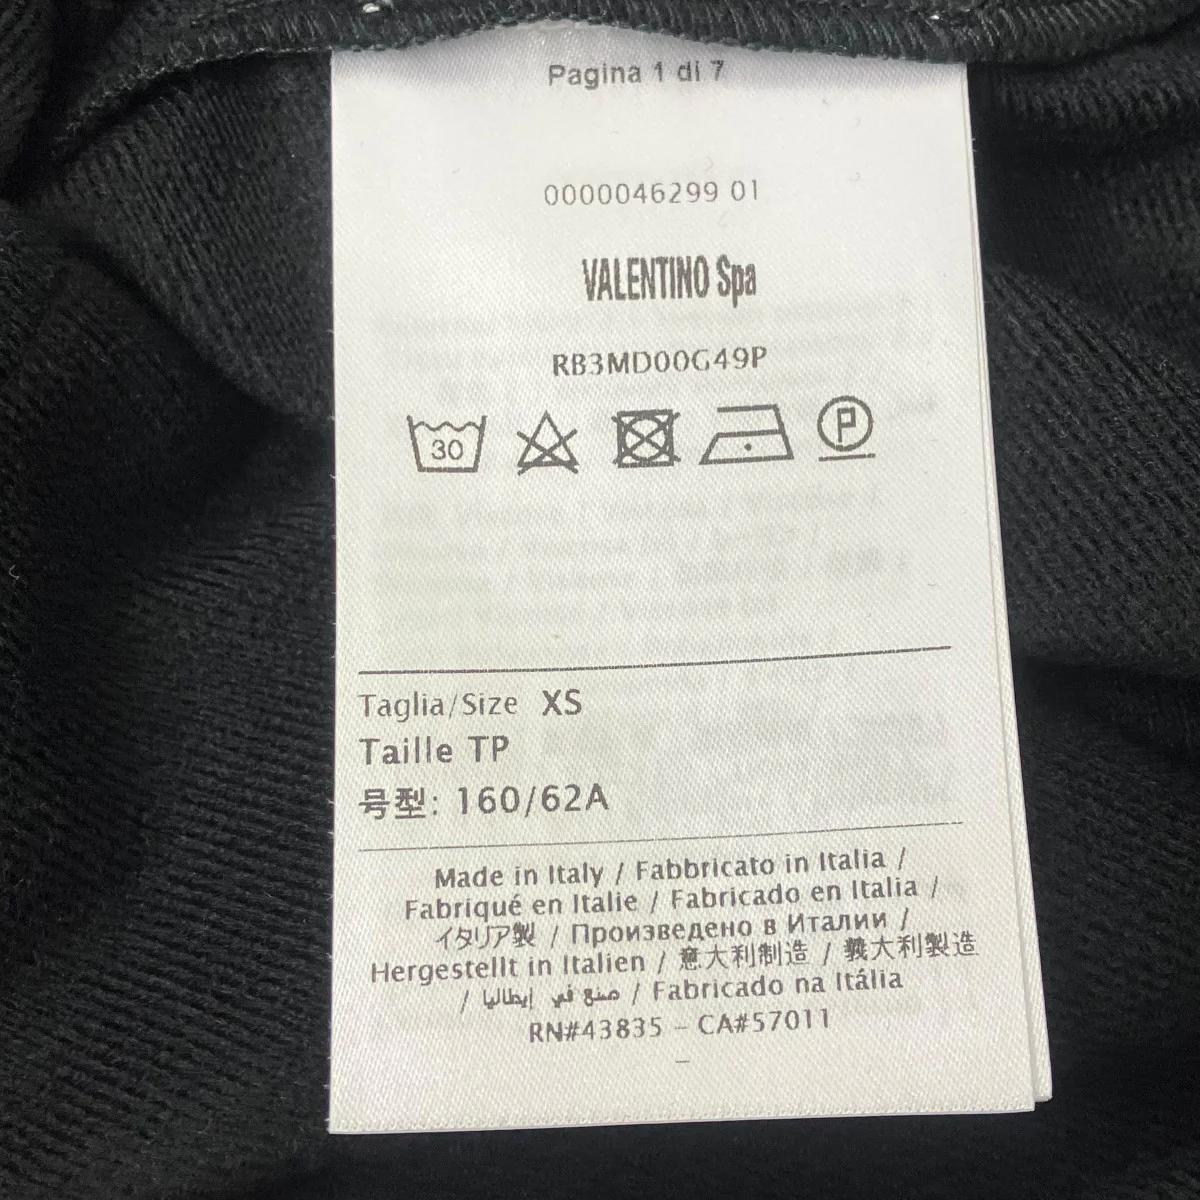 Pagina 1 di 7
0000046299 01
VALENTINO Spa
RB3MD00G49P
30 P
Taglia/Size XS
Taille TP
号型: 160/62A
Made in Italy / Fabbricato in Italia /
Fabriqué en Italie / Fabricado en Italia /
イタリア製 / Произведено в Италии /
Hergestellt in Italien / 意大利制造 / 義大利製造
/ صنع في إيطاليا / Fabricado na Itália
RN#43835 - CA#57011
-